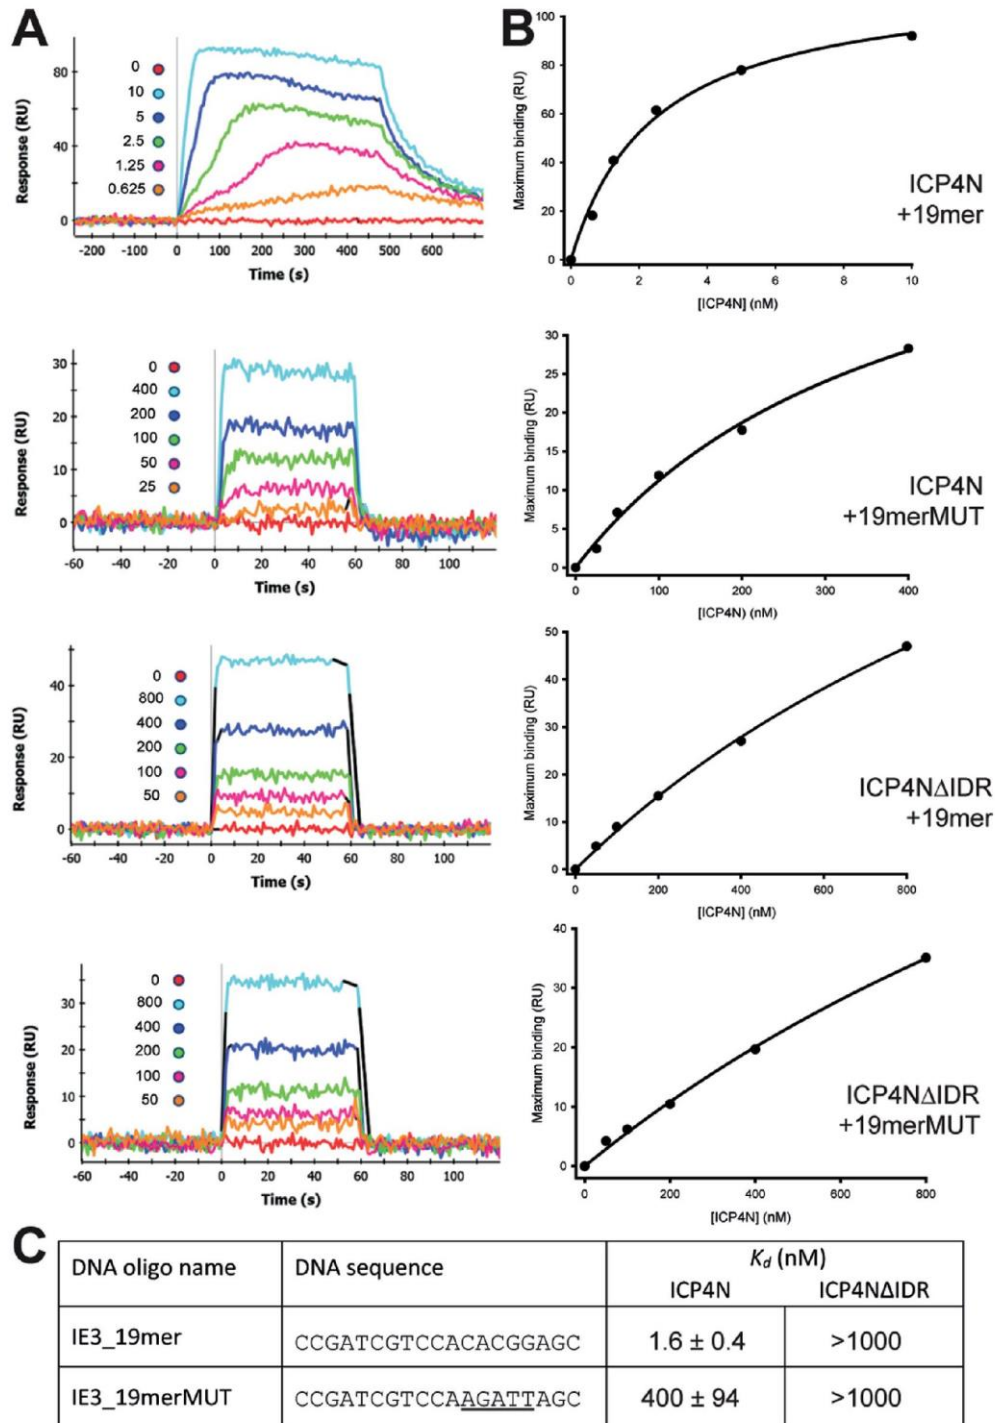 A
B
0
10
5
2.5
1.25
0.625
80
40
0
Response (RU)
-200 -100 0 100 200 300 400 500 600
Time (s)
100
80
60
40
20
0
Maximum binding (RU)
0 2 4 6 8 10
[ICP4N] (nM)
ICP4N
+19mer
0
400
200
100
50
25
30
20
10
0
Response (RU)
-60 -40 -20 0 20 40 60 80 100
Time (s)
30
25
20
15
10
5
0
Maximum binding (RU)
0 100 200 300 400
[ICP4N) (nM)
ICP4N
+19merMUT
0
800
400
200
100
50
40
20
0
Response (RU)
-60 -40 -20 0 20 40 60 80 100
Time (s)
50
40
30
20
10
0
Maximum binding (RU)
0 200 400 600 800
[ICP4N] (nM)
ICP4NΔIDR
+19mer
0
800
400
200
100
50
30
20
10
0
Response (RU)
-60 -40 -20 0 20 40 60 80 100
Time (s)
40
30
20
10
0
Maximum binding (RU)
0 200 400 600 800
[ICP4N] (nM)
ICP4NΔIDR
+19merMUT
C
DNA oligo name DNA sequence Kd (nM)
ICP4N ICP4NΔIDR
IE3_19mer CCGATCGTCCACACGGAGC 1.6 ± 0.4 >1000
IE3_19merMUT CCGATCGTCCAAGATTAGC 400 ± 94 >1000